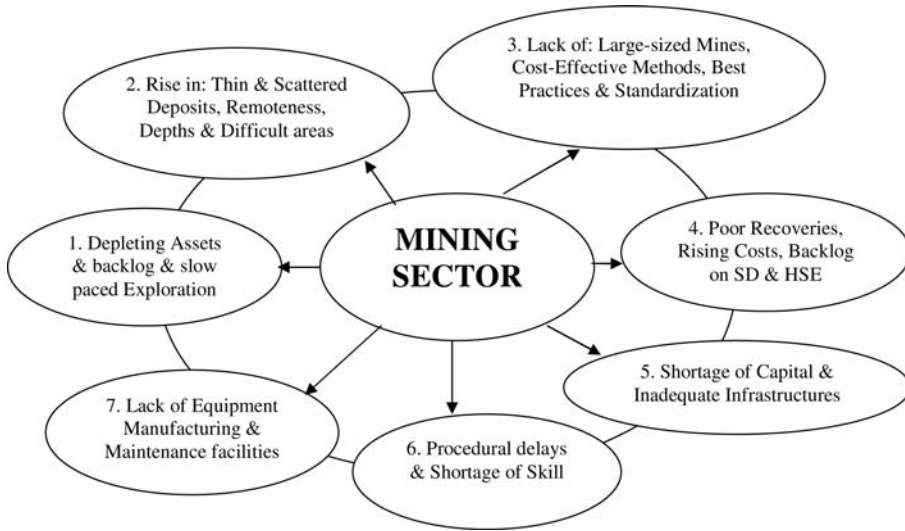 3. Lack of: Large-sized Mines,
Cost-Effective Methods, Best
Practices & Standardization
2. Rise in: Thin & Scattered
Deposits, Remoteness,
Depths & Difficult areas
MINING
SECTOR
4. Poor Recoveries,
Rising Costs, Backlog
on SD & HSE
1. Depleting Assets
& backlog & slow
paced Exploration
5. Shortage of Capital &
Inadequate Infrastructures
7. Lack of Equipment
Manufacturing &
Maintenance facilities
6. Procedural delays
& Shortage of Skill